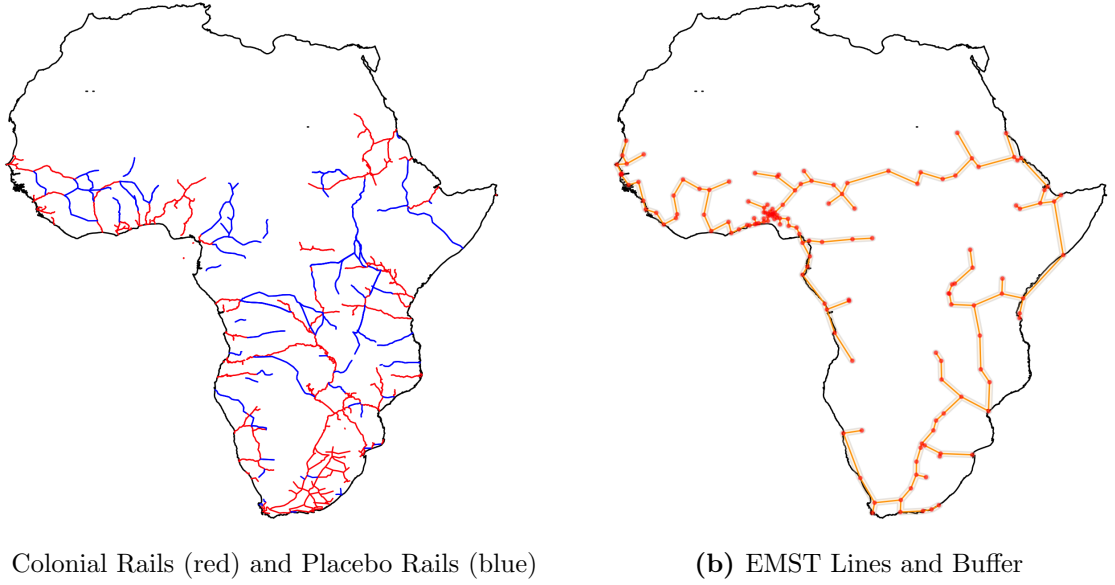 Colonial Rails (red) and Placebo Rails (blue)
(b) EMST Lines and Buffer